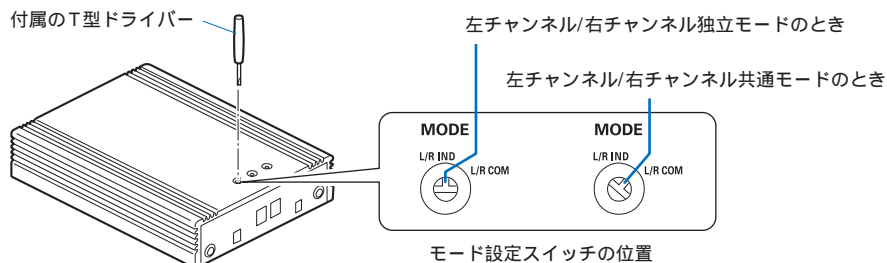 付属のT型ドライバー
左チャンネル/右チャンネル独立モードのとき
左チャンネル/右チャンネル共通モードのとき
MODE
L/R IND
L/R COM
MODE
L/R IND
L/R COM
モード設定スイッチの位置